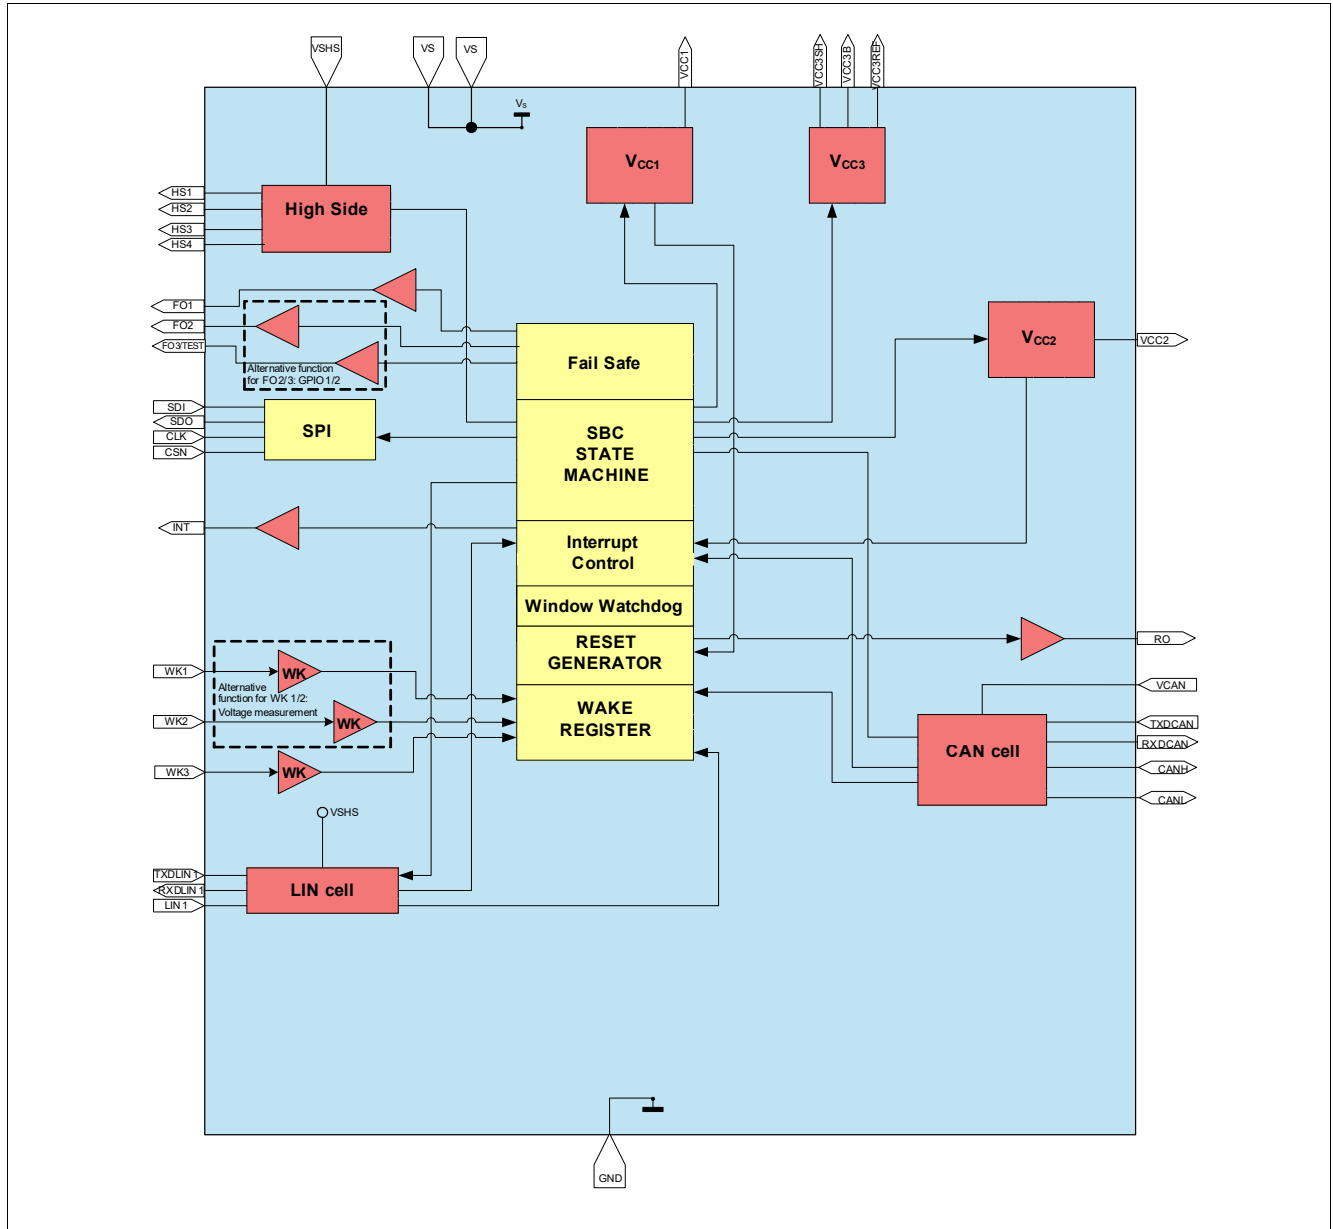 VSHS
VS
VS
VCC1
VCC3SH
VCC3B
VCC3REF
Vs
VCC1
VCC3
HS1
HS2
HS3
HS4
High Side
FO1
FO2
FO3/TEST
Alternative function
for FO2/3: GPIO1/2
Fail Safe
VCC2
VCC2
SDI
SDO
CLK
CSN
SPI
SBC
STATE
MACHINE
INT
Interrupt
Control
Window Watchdog
RESET
GENERATOR
RO
WK1
WK
Alternative
function for WK 1/2:
Voltage measurement
WK2
WK
WK3
WK
WAKE
REGISTER
VCAN
TXDCAN
RXDCAN
CANH
CANL
CAN cell
VSHS
TXDLIN1
RXDLIN1
LIN1
LIN cell
GND